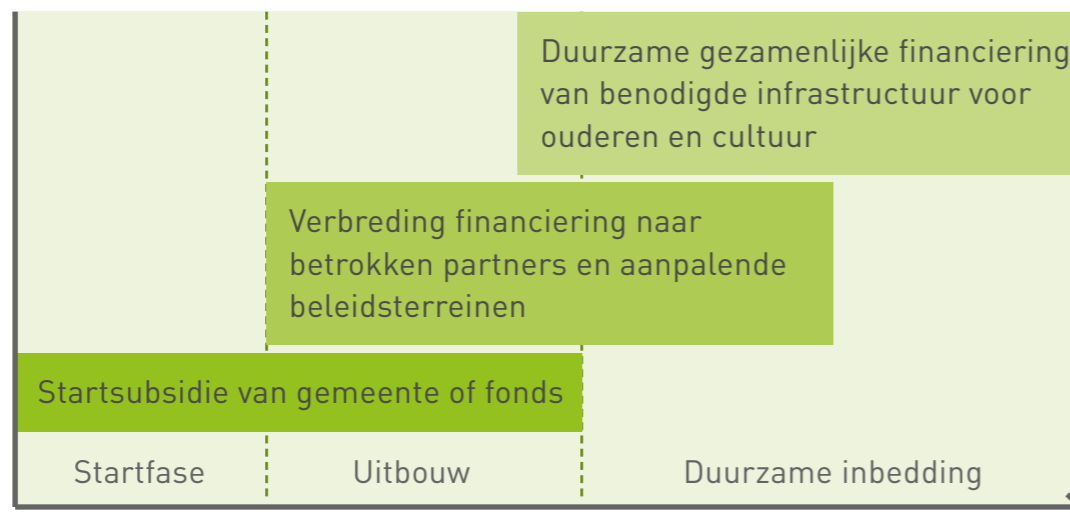 Duurzame gezamenlijke financiering
van benodigde infrastructuur voor
ouderen en cultuur
Verbreding financiering naar
betrokken partners en aanpalende
beleidsterreinen
Startsubsidie van gemeente of fonds
Startfase
Uitbouw
Duurzame inbedding